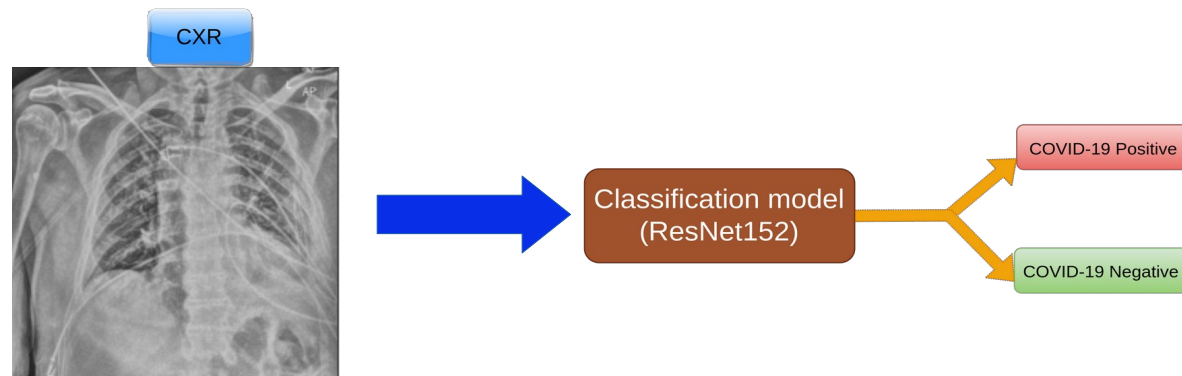 CXR
AP
Classification model
(ResNet152)
COVID-19 Positive
COVID-19 Negative